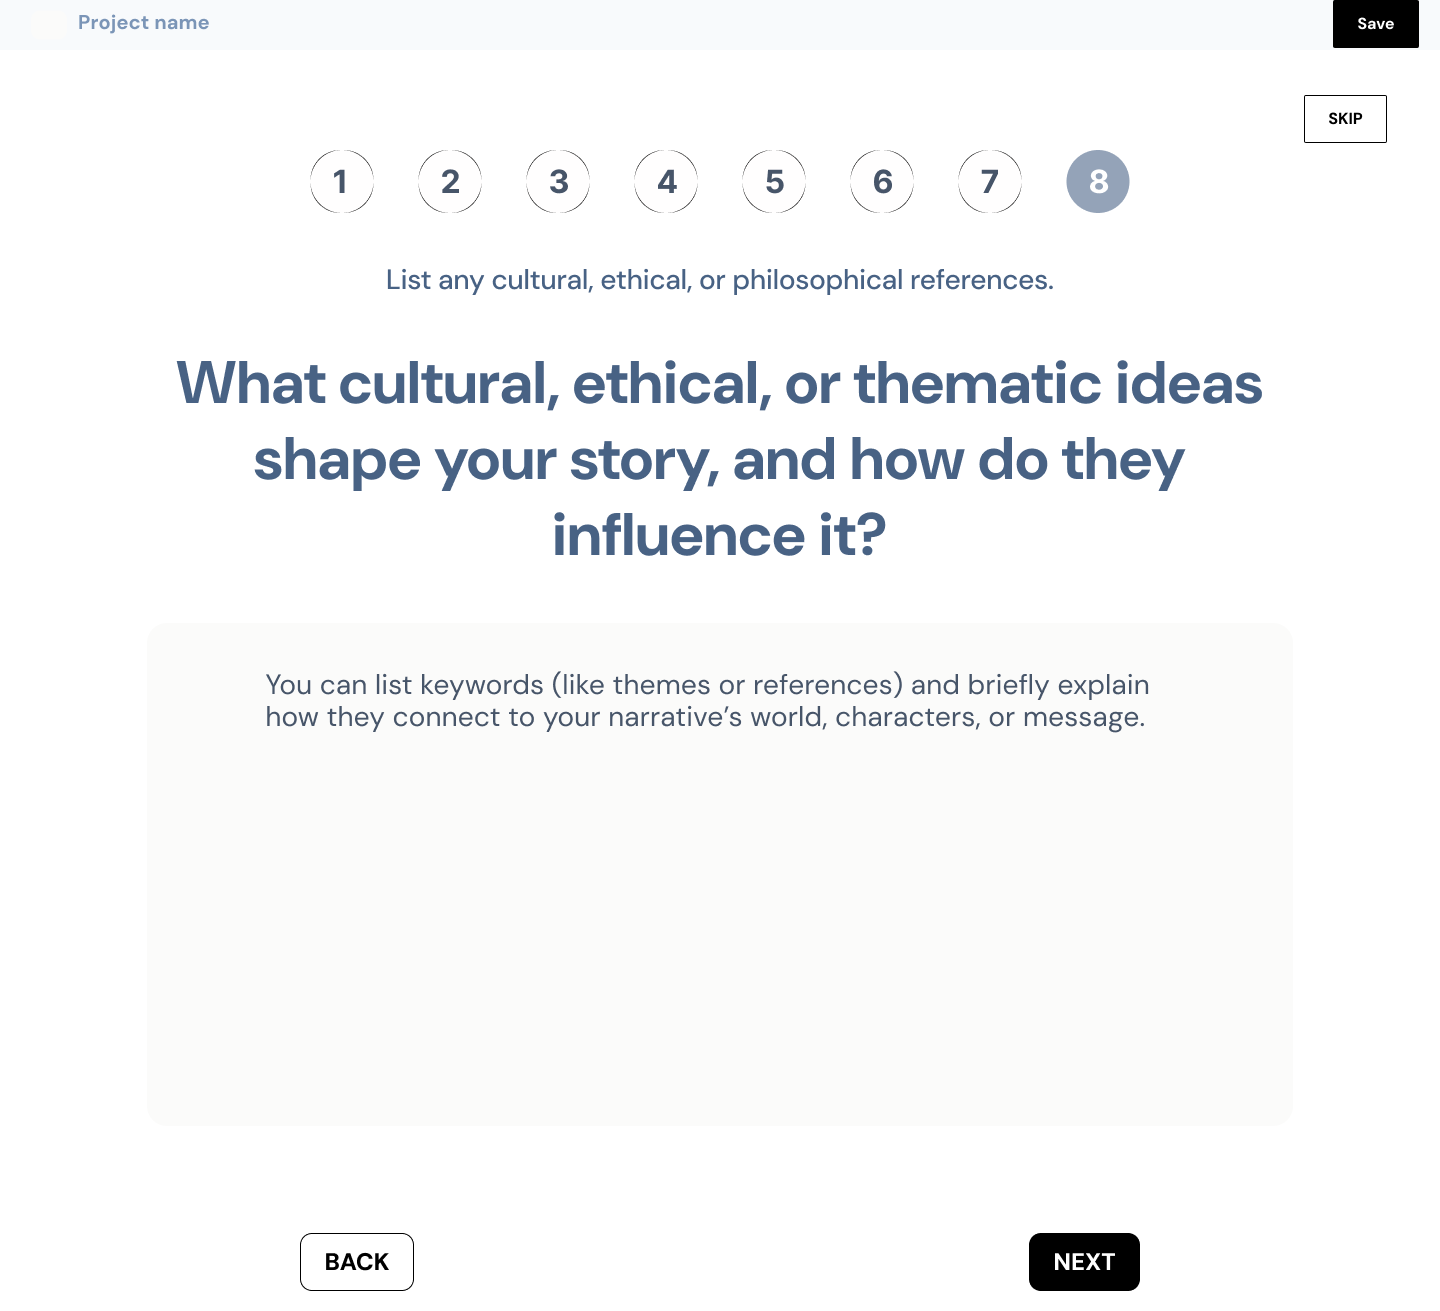 Project name
Save
SKIP
1 2 3 4 5 6 7 8
List any cultural, ethical, or philosophical references.
What cultural, ethical, or thematic ideas
shape your story, and how do they
influence it?
You can list keywords (like themes or references) and briefly explain
how they connect to your narrative’s world, characters, or message.
BACK
NEXT